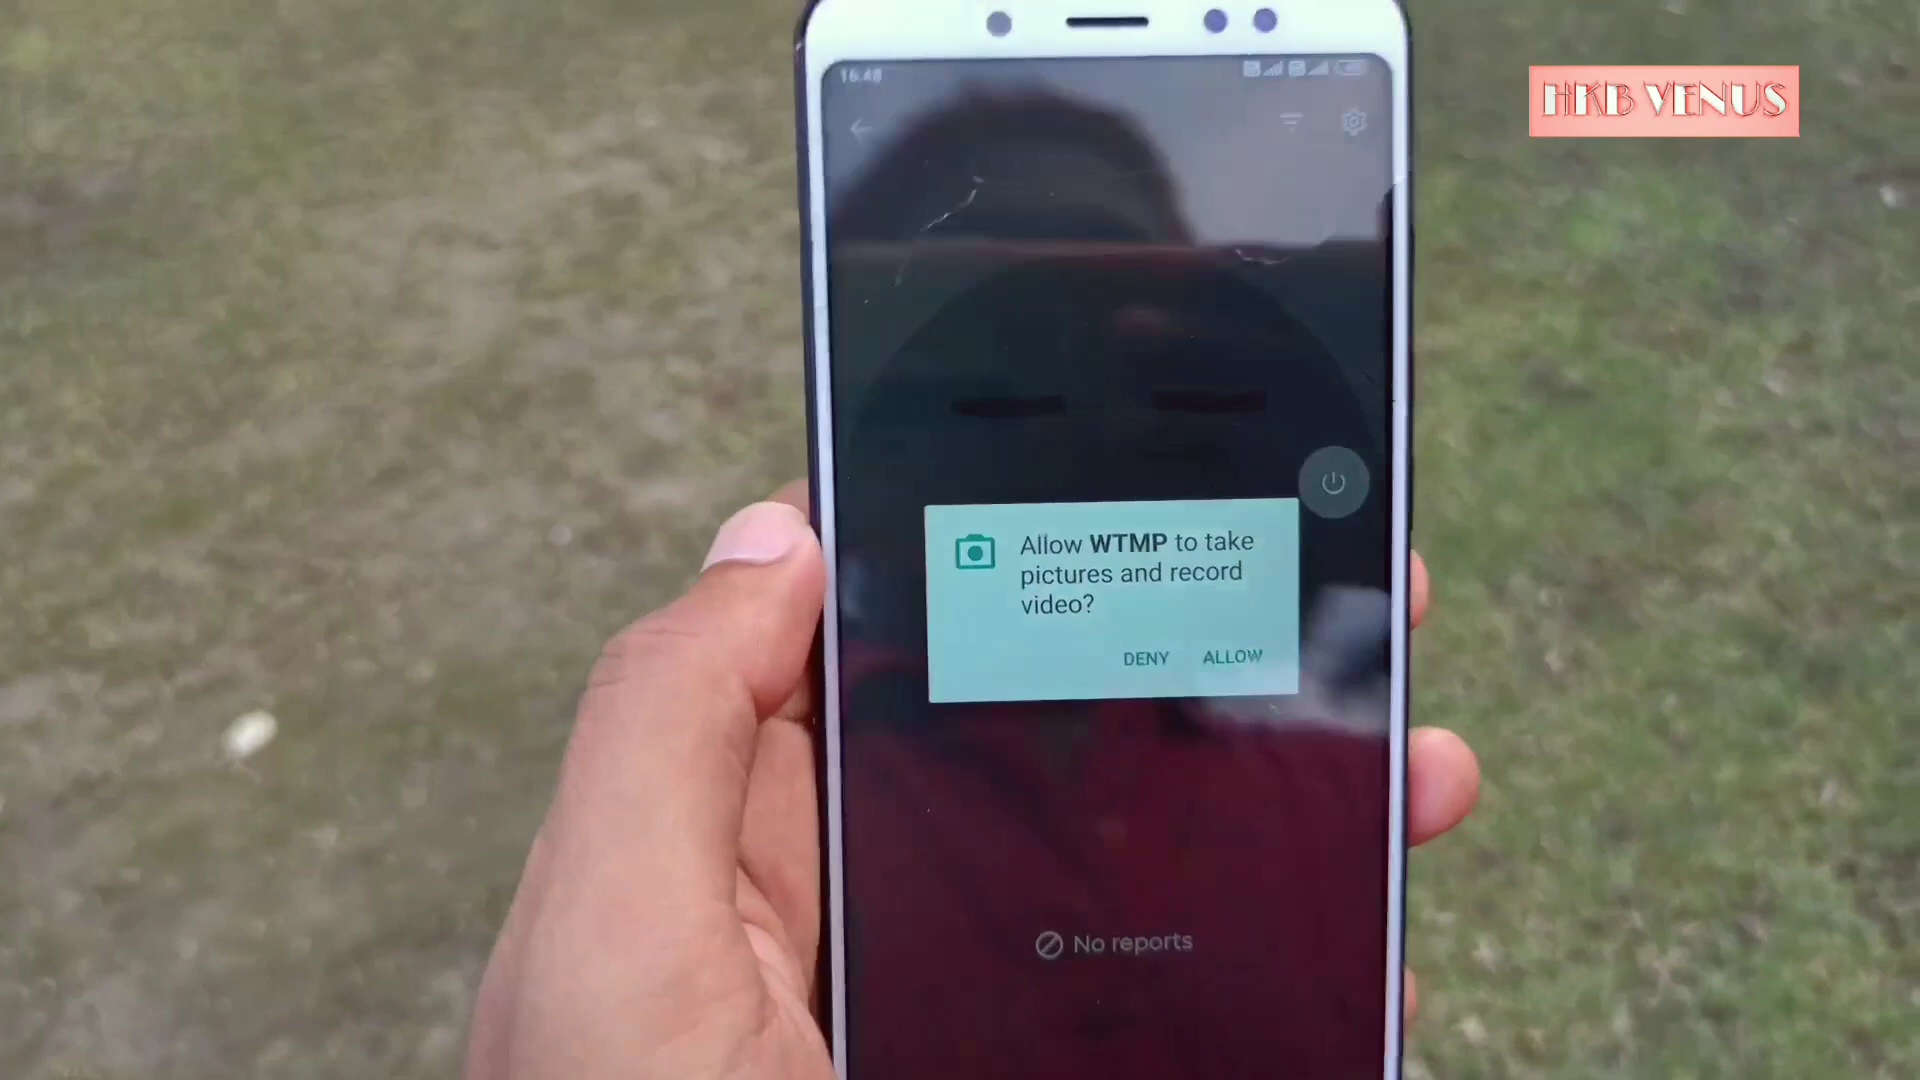 HKB VENUS
16:48
Allow WTMP to take
pictures and record
video?
DENY ALLOW
No reports